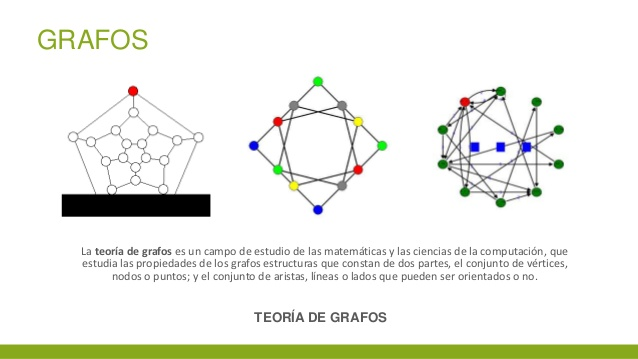 GRAFOS
La teoría de grafos es un campo de estudio de las matemáticas y las ciencias de la computación, que
estudia las propiedades de los grafos estructuras que constan de dos partes, el conjunto de vértices,
nodos o puntos; y el conjunto de aristas, líneas o lados que pueden ser orientados o no.
TEORÍA DE GRAFOS